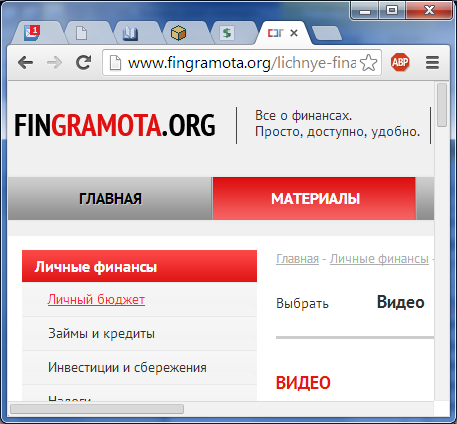 1
www.fingramota.org/lichnye-fina
ABP
FINGRAMOTA.ORG
Все о финансах.
Просто, доступно, удобно.
ГЛАВНАЯ
МАТЕРИАЛЫ
Личные финансы
Личный бюджет
Займы и кредиты
Инвестиции и сбережения
Налоги
Главная - Личные финансы -
Выбрать Видео
ВИДЕО